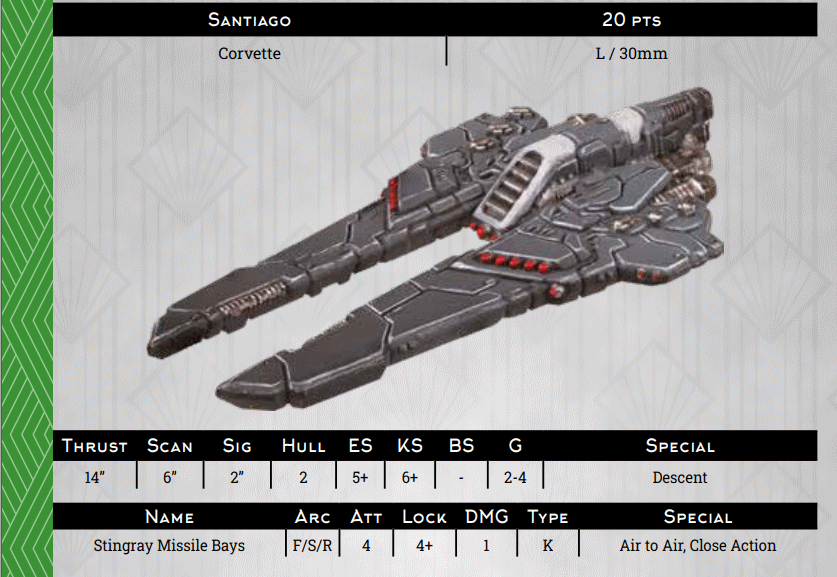 Santiago 20 pts
Corvette L / 30mm
Thrust Scan Sig Hull ES KS BS G Special
14” 6” 2” 2 5+ 6+ - 2-4 Descent
Name Arc Att Lock DMG Type Special
Stingray Missile Bays F/S/R 4 4+ 1 K Air to Air, Close Action